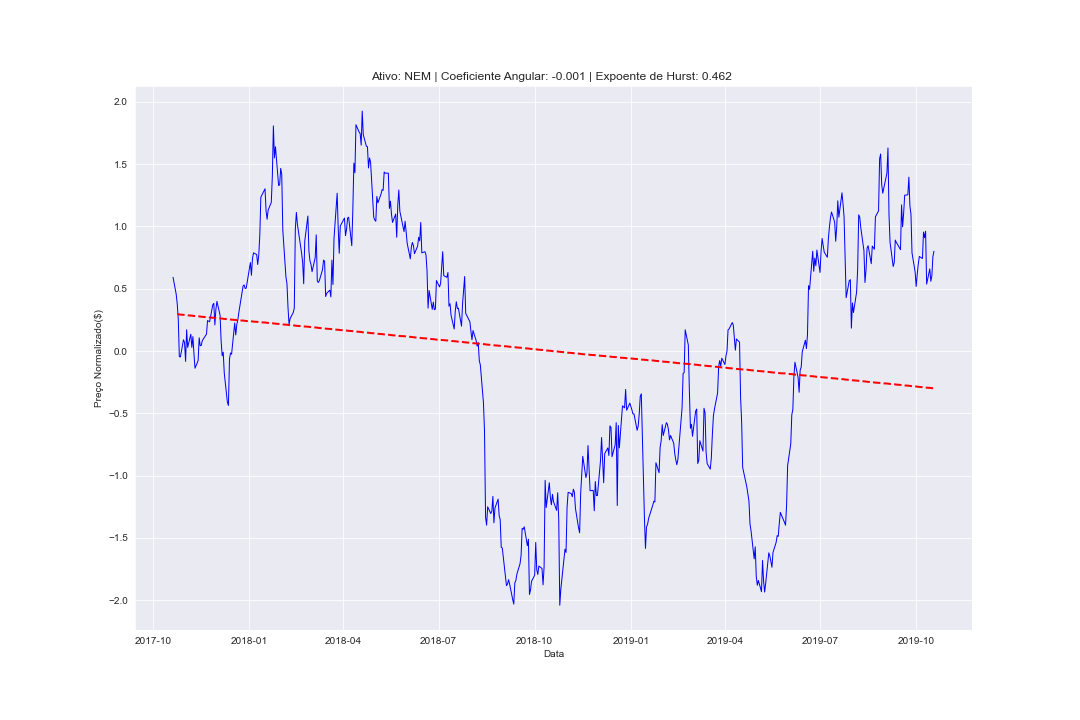 Ativo: NEM | Coeficiente Angular: -0.001 | Expoente de Hurst: 0.462
2.0
1.5
1.0
0.5
0.0
−0.5
−1.0
−1.5
−2.0
Preço Normalizado($)
2017-10 2018-01 2018-04 2018-07 2018-10 2019-01 2019-04 2019-07 2019-10
Data